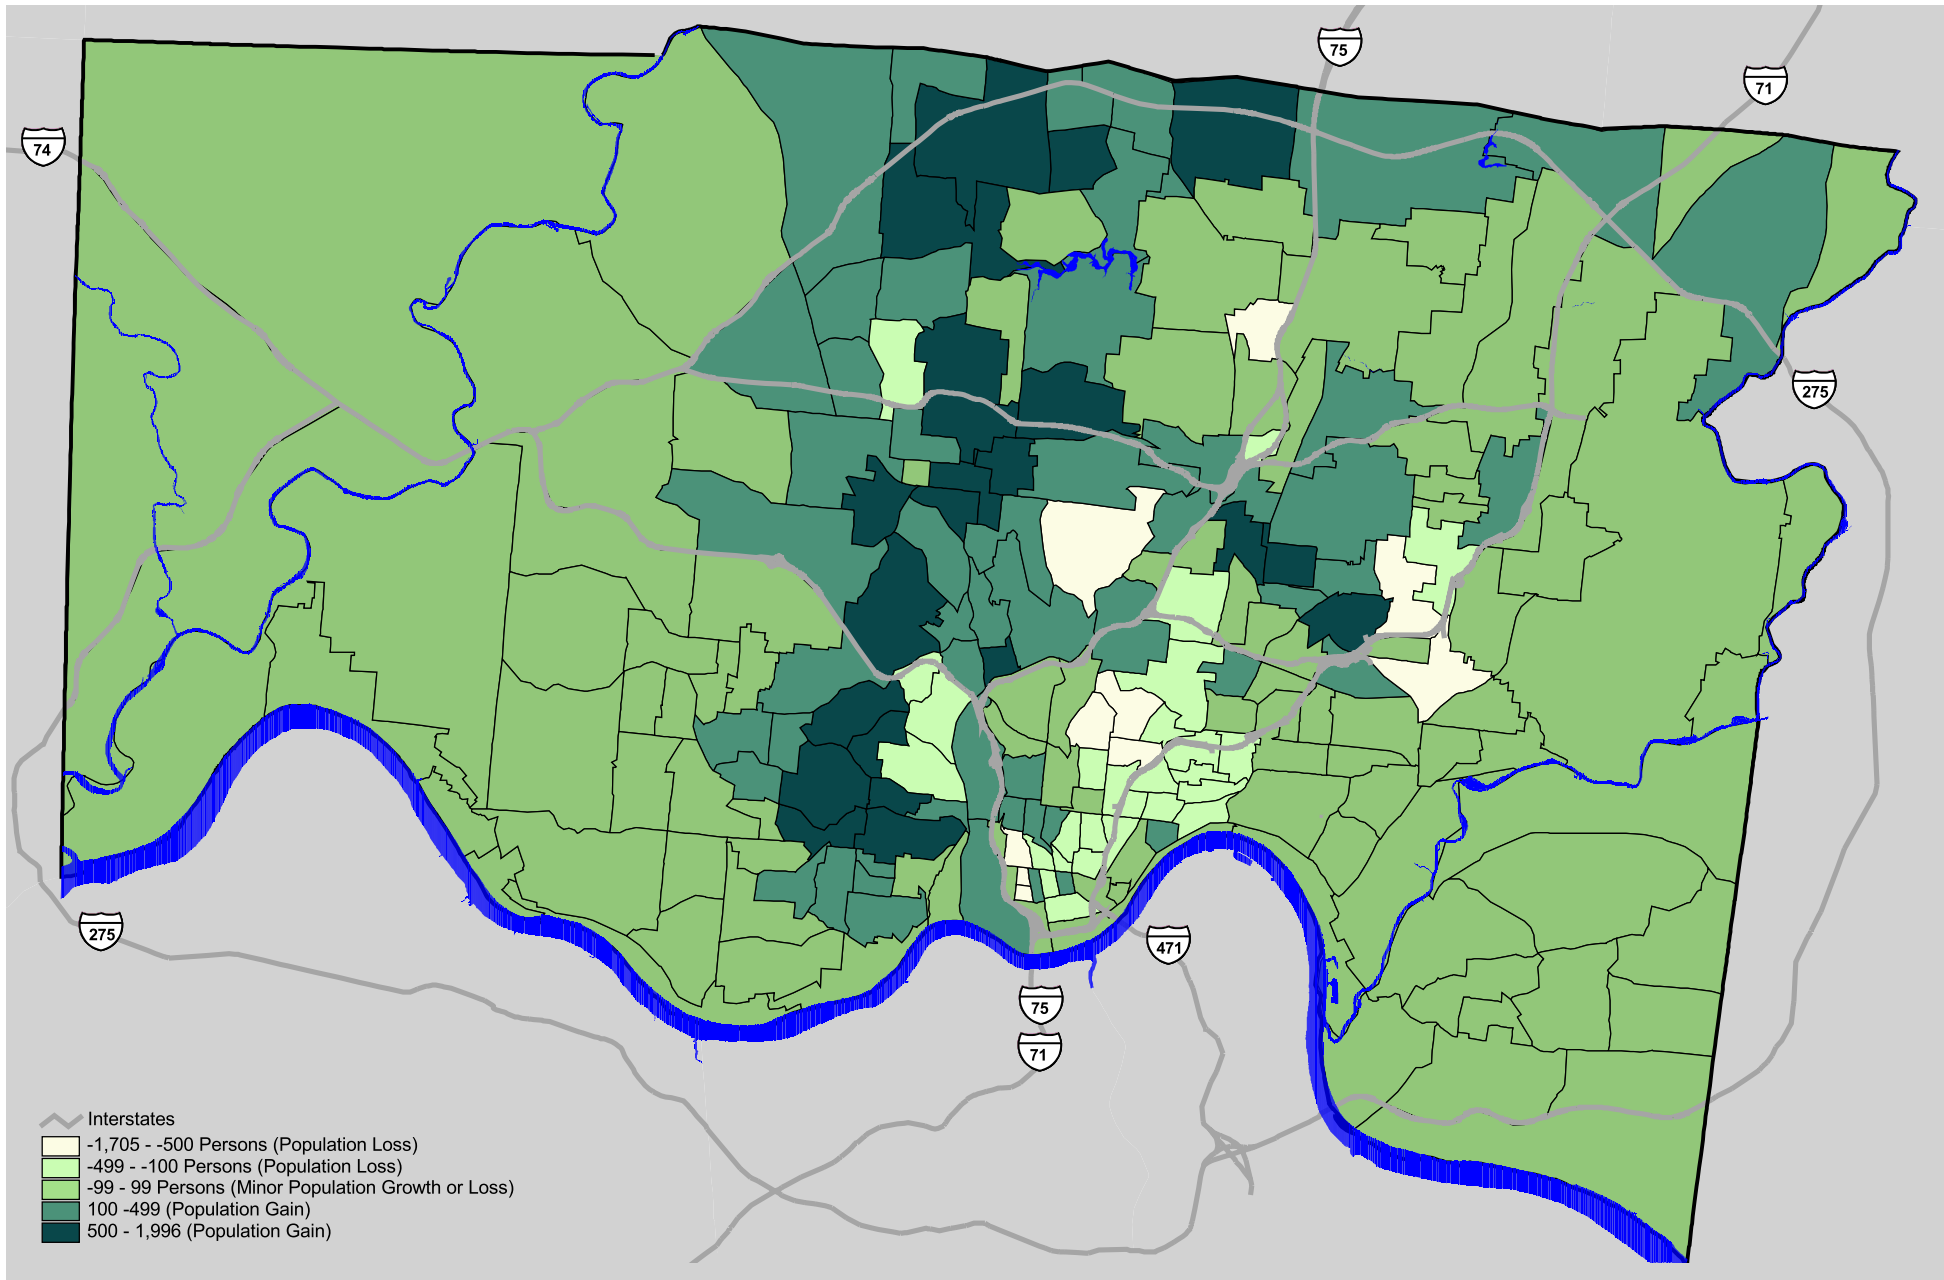 75
71
74
275
275
471
75
71
Interstates
-1,705 - -500 Persons (Population Loss)
-499 - -100 Persons (Population Loss)
-99 - 99 Persons (Minor Population Growth or Loss)
100 -499 (Population Gain)
500 - 1,996 (Population Gain)